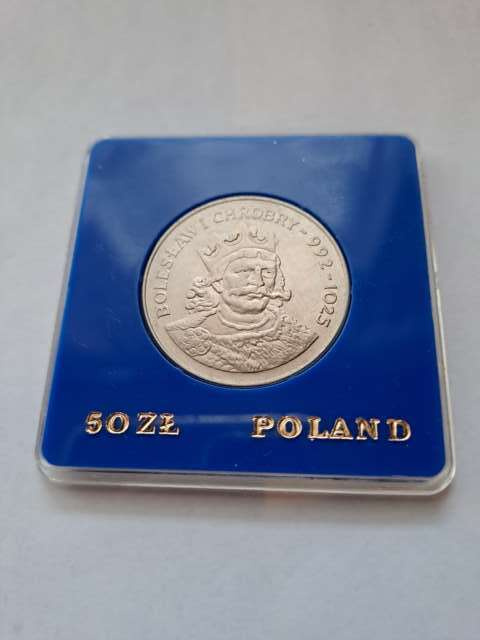 BOLESŁAW I CHROBRY - 992 - 1025
50 ZŁ POLAND